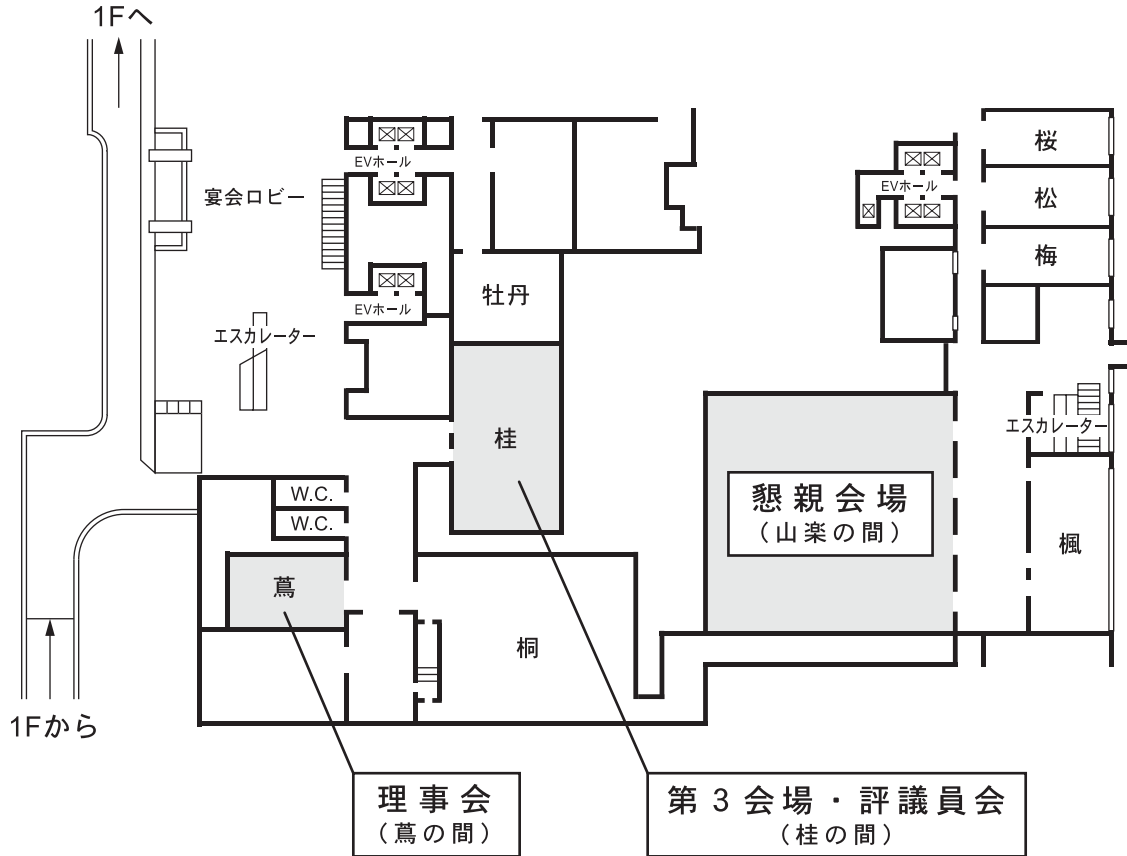 1Fへ
桜
EVホール
EVホール
松
宴会ロビー
梅
牡丹
EVホール
エスカレーター
エスカレーター
桂
W.C.
懇親会場
(山楽の間)
W.C.
楓
蔦
桐
1Fから
理事会
(蔦の間)
第3会場・評議員会
(桂の間)